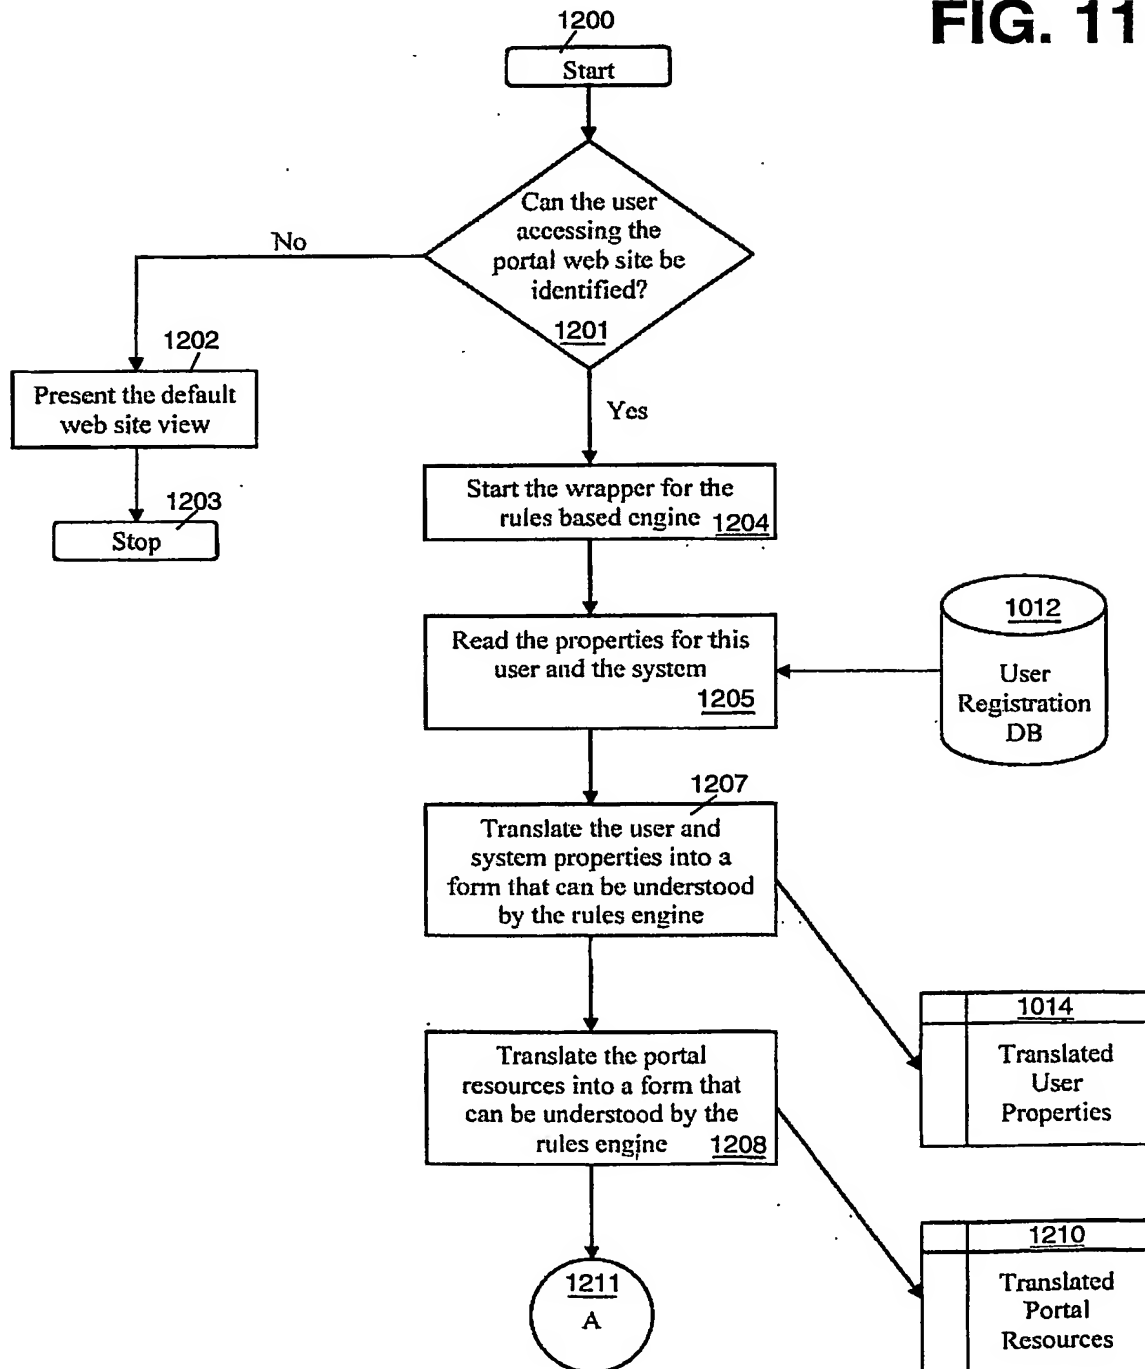 FIG. 11
1200
Start
Can the user
accessing the
portal web site be
identified?
1201
No
Yes
1202
Present the default
web site view
1203
Stop
Start the wrapper for the
rules based engine 1204
Read the properties for this
user and the system
1205
1012
User
Registration
DB
1207
Translate the user and
system properties into a
form that can be understood
by the rules engine
1014
Translated
User
Properties
Translate the portal
resources into a form that
can be understood by the
rules engine 1208
1210
Translated
Portal
Resources
1211
A